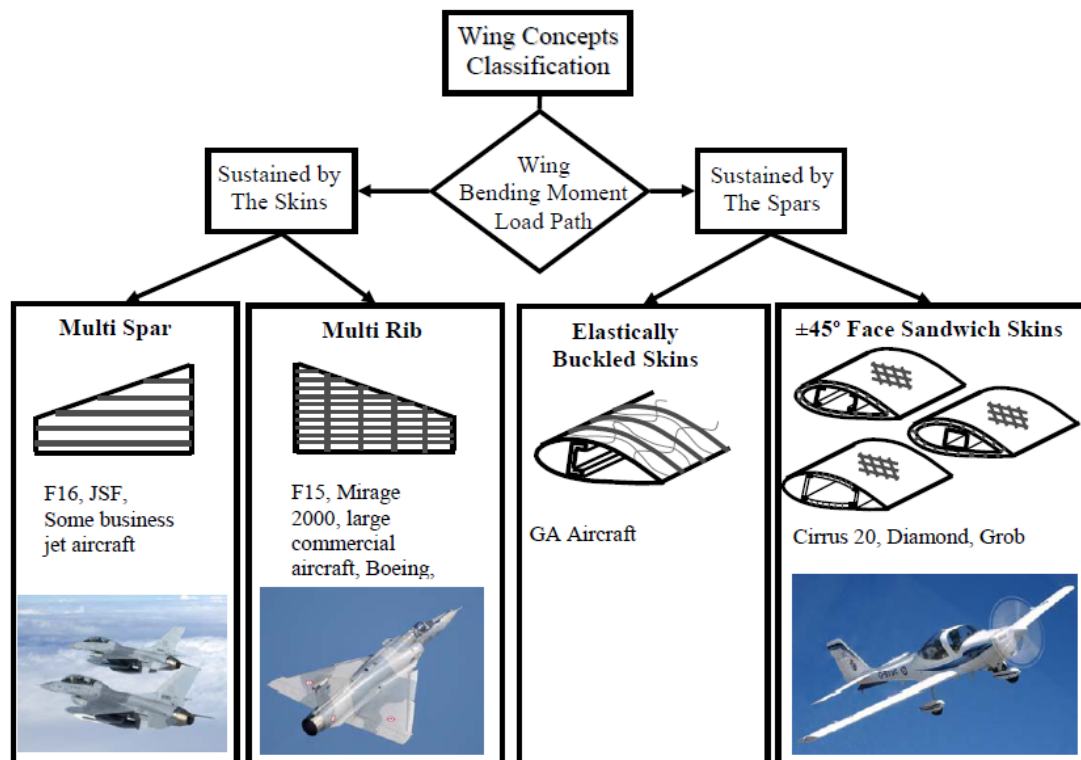 Wing Concepts
Classification
Wing
Bending Moment
Load Path
Sustained by
The Skins
Sustained by
The Spars
Multi Spar
F16, JSF,
Some business
jet aircraft
Multi Rib
F15, Mirage
2000, large
commercial
aircraft, Boeing,
Elastically
Buckled Skins
GA Aircraft
±45º Face Sandwich Skins
Cirrus 20, Diamond, Grob